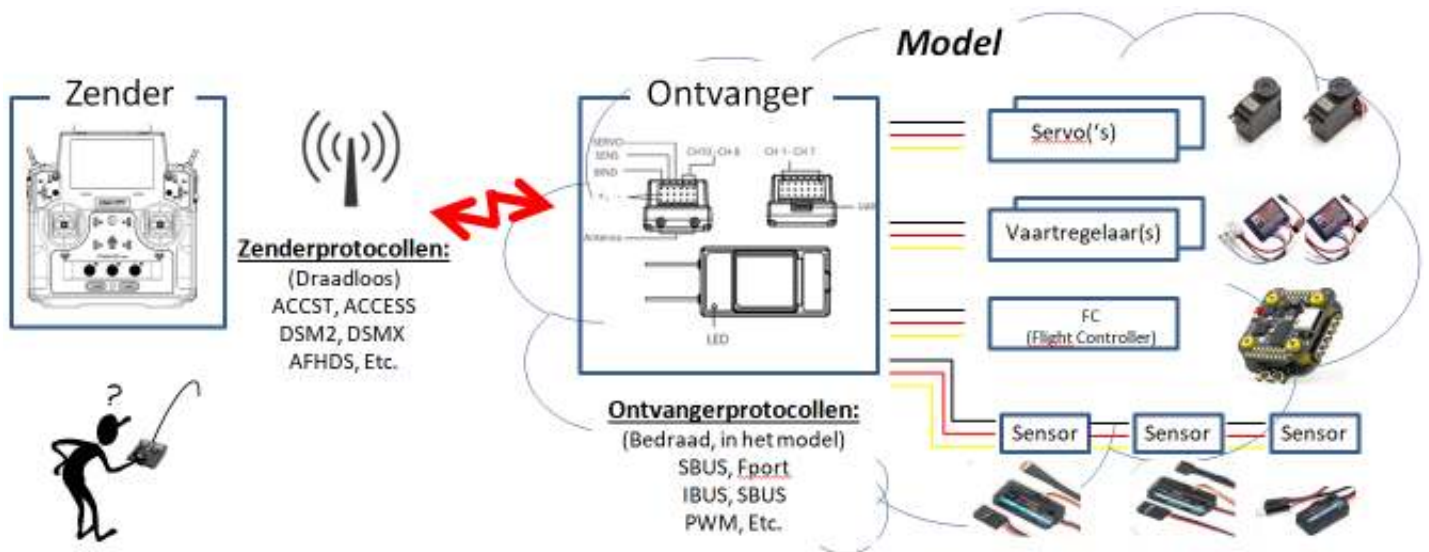 Model
Zender
Ontvanger
SERVO
SENS
BIND
CH 8
CH 1- CH 7
+, -
Antenna
LED
Zenderprotocollen:
(Draadloos)
ACCST, ACCESS
DSM2, DSMX
AFHDS, Etc.
?
Ontvangerprotocollen:
(Bedraad, in het model)
SBUS, Fport
IBUS, SBUS
PWM, Etc.
Servo('s)
Vaartregelaar(s)
FC
(Flight Controller)
Sensor
Sensor
Sensor